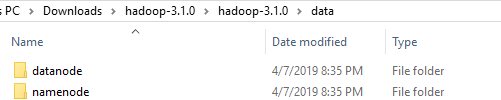 s PC > Downloads > hadoop-3.1.0 > hadoop-3.1.0 > data
Name Date modified Type
datanode 4/7/2019 8:35 PM File folder
namenode 4/7/2019 8:35 PM File folder